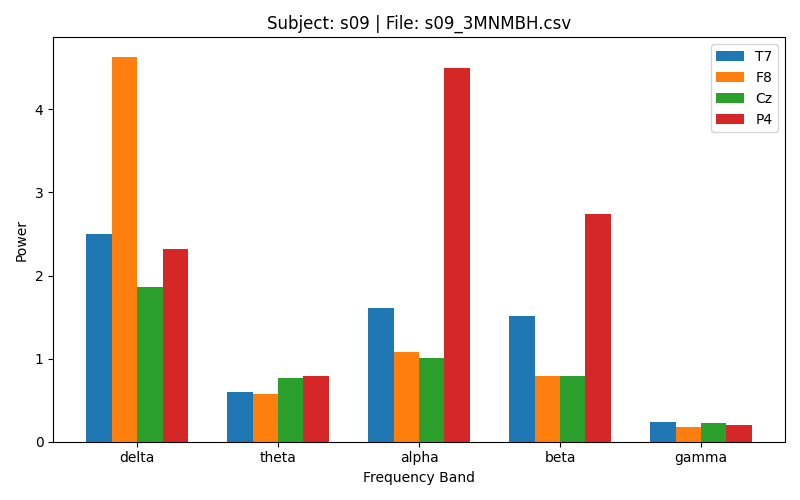 Subject: s09 | File: s09_3MNMBH.csv
T7
F8
Cz
P4
Power
4
3
2
1
0
delta theta alpha beta gamma
Frequency Band